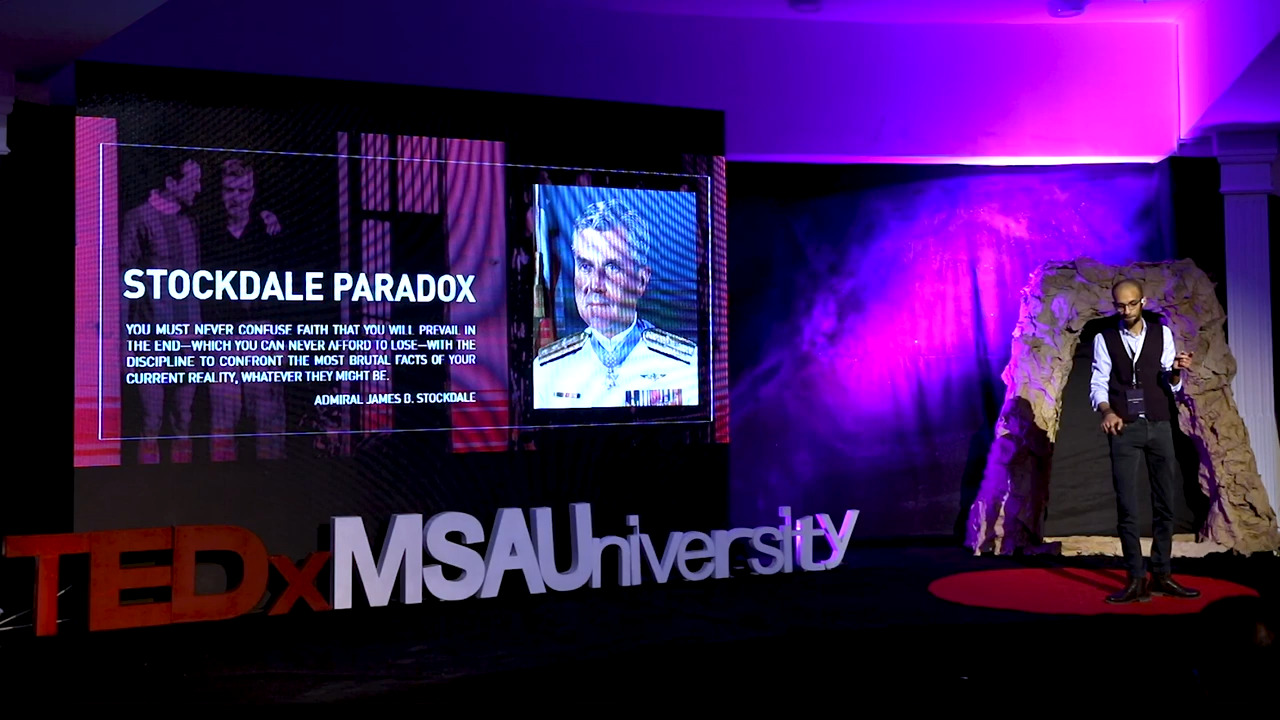 STOCKDALE PARADOX
YOU MUST NEVER CONFUSE FAITH THAT YOU WILL PREVAIL IN
THE END—WHICH YOU CAN NEVER AFFORD TO LOSE—WITH THE
DISCIPLINE TO CONFRONT THE MOST BRUTAL FACTS OF YOUR
CURRENT REALITY, WHATEVER THEY MIGHT BE.
ADMIRAL JAMES D. STOCKDALE
TEDxMSAUniversity